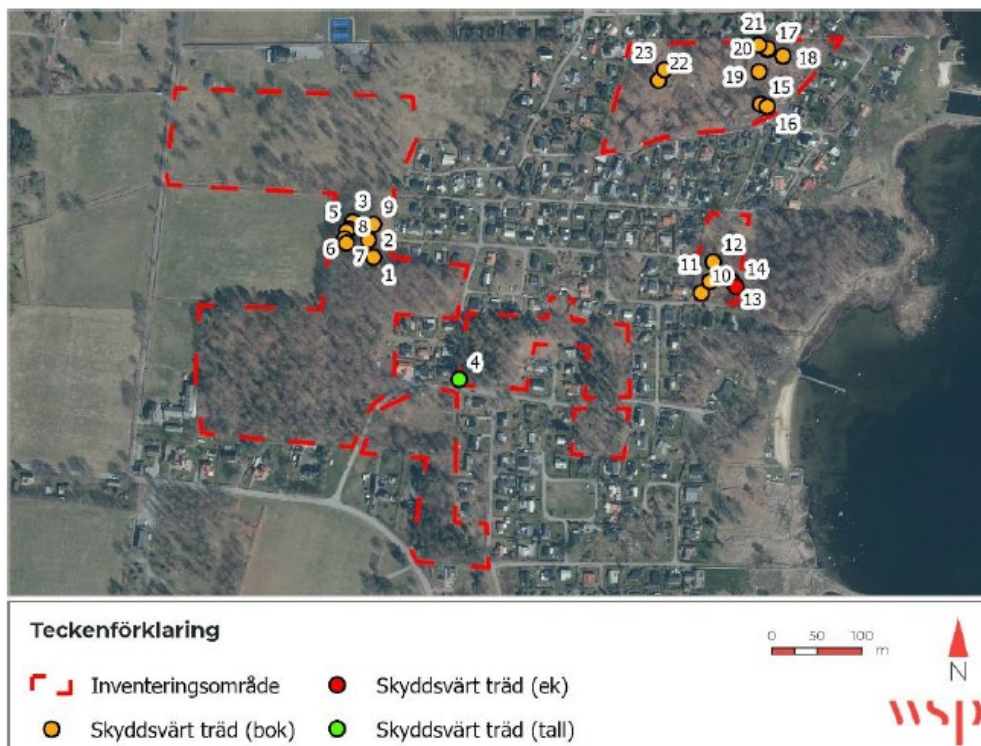 21 17
23 22 20 18
19 15
16
5 3 9
8 2
6 7 1
12
11 10 14
13
4
Teckenförklaring
0 50 100
m
Inventeringsområde
Skyddsvärt träd (ek)
N
Skyddsvärt träd (bok)
Skyddsvärt träd (tall)
wsp